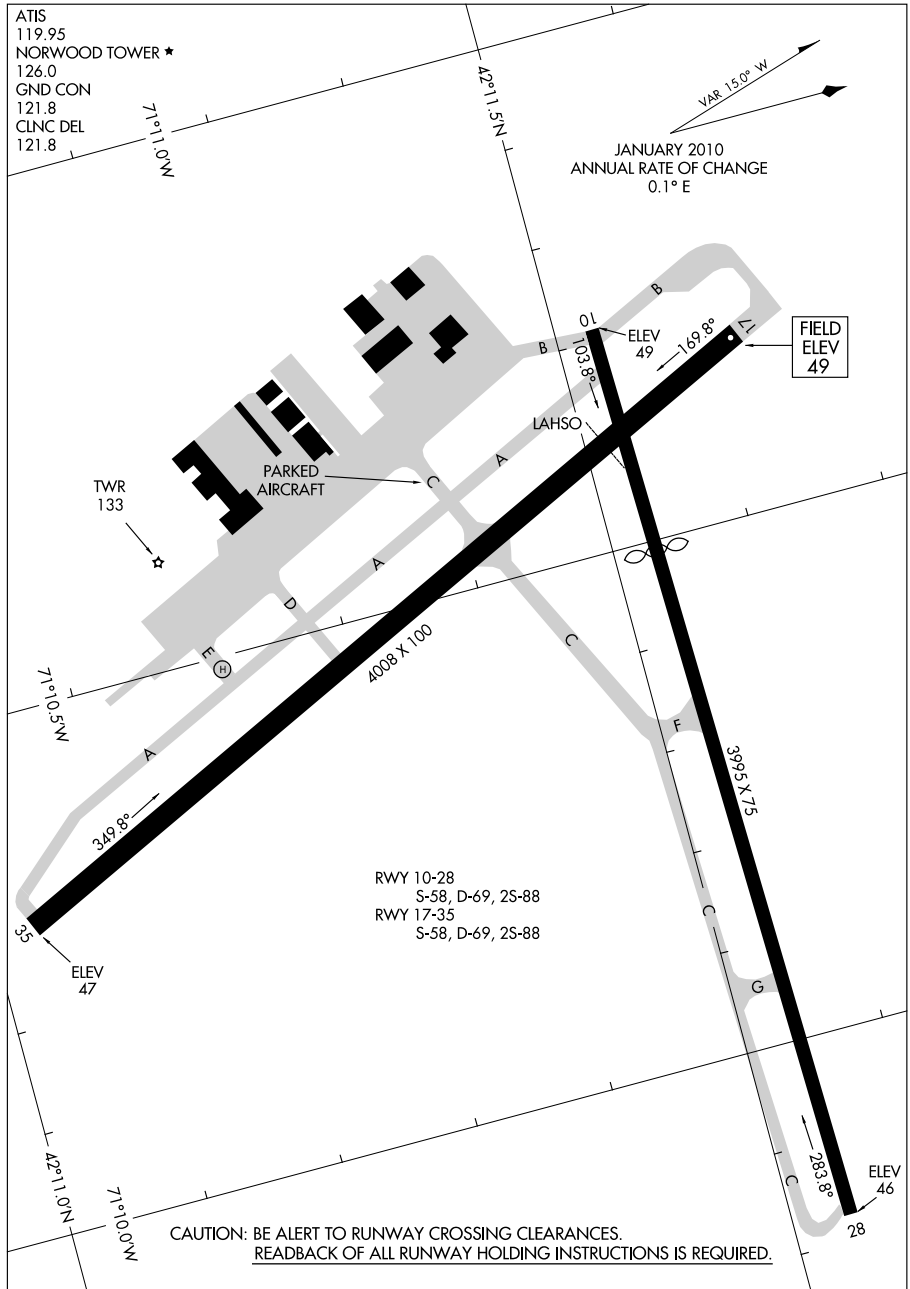 ATIS
119.95
NORWOOD TOWER ★
126.0
GND CON
121.8
CLNC DEL
121.8
71°11.0'W
42°11.5'N
VAR 15.0° W
JANUARY 2010
ANNUAL RATE OF CHANGE
0.1° E
B
10
ELEV
49
17
FIELD
ELEV
49
B
103.8°
169.8°
LAHSO
A
PARKED
AIRCRAFT
C
TWR
133
A
D
E
H
4008 X 100
C
71°10.5'W
A
F
3995 X 75
349.8°
RWY 10-28
S-58, D-69, 2S-88
RWY 17-35
S-58, D-69, 2S-88
C
35
ELEV
47
G
42°11.0'N
71°10.0'W
C
283.8°
ELEV
46
28
CAUTION: BE ALERT TO RUNWAY CROSSING CLEARANCES.
READBACK OF ALL RUNWAY HOLDING INSTRUCTIONS IS REQUIRED.